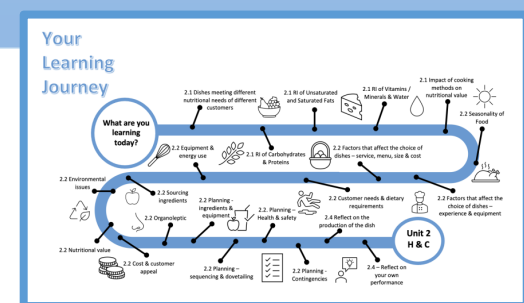 Your
Learning
Journey
What are you
learning
today?
2.1 Dishes meeting different
nutritional needs of different
customers
2.1 RI of Unsaturated
and Saturated Fats
2.1 RI of Vitamins /
Minerals & Water
2.1 Impact of cooking
methods on
nutritional value
2.2 Seasonality of
Food
2.2 Equipment &
energy use
2.1 RI of Carbohydrates
& Proteins
2.2 Factors that affect the choice of
dishes – service, menu, size & cost
2.2 Environmental
issues
2.2 Sourcing
ingredients
2.2 Planning -
ingredients &
equipment
2.2. Planning –
Health & safety
2.2 Customer needs & dietary
requirements
2.2 Factors that affect the
choice of dishes –
experience & equipment
2.2 Organoleptic
2.4 Reflect on the
production of the dish
Unit 2
H & C
2.2 Nutritional value
2.2 Cost & customer
appeal
2.2 Planning –
sequencing & dovetailing
2.2 Planning -
Contingencies
2.4 – Reflect on
your own
performance